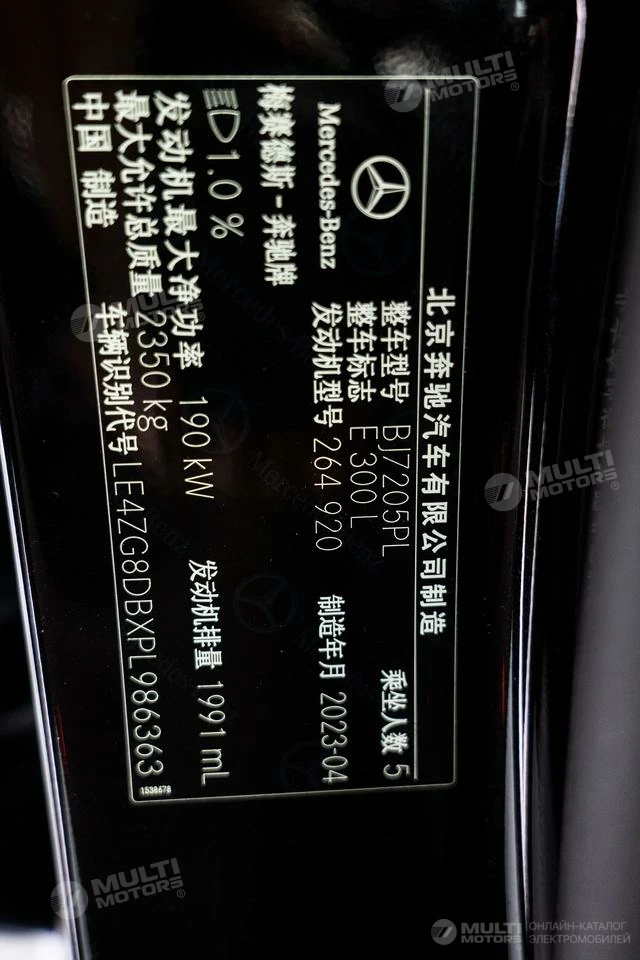 北京奔驰汽车有限公司制造
Mercedes-Benz
梅赛德斯-奔驰牌
整车型号 BJ7205PL
乘坐人数 5
整车标志 E 300 L
发动机型号 264 920
制造年月 2023-04
1.0 %
发动机最大净功率 190 kW
发动机排量 1991 mL
最大允许总质量 2350 kg
中国 制造
车辆识别代号 LE4ZG8DBXPL986363
1538678
MULTI MOTORS
MULTI MOTORS
MULTI MOTORS
MULTI MOTORS
MULTI MOTORS
ОНЛАЙН-КАТАЛОГ
ЭЛЕКТРОМОБИЛЕЙ